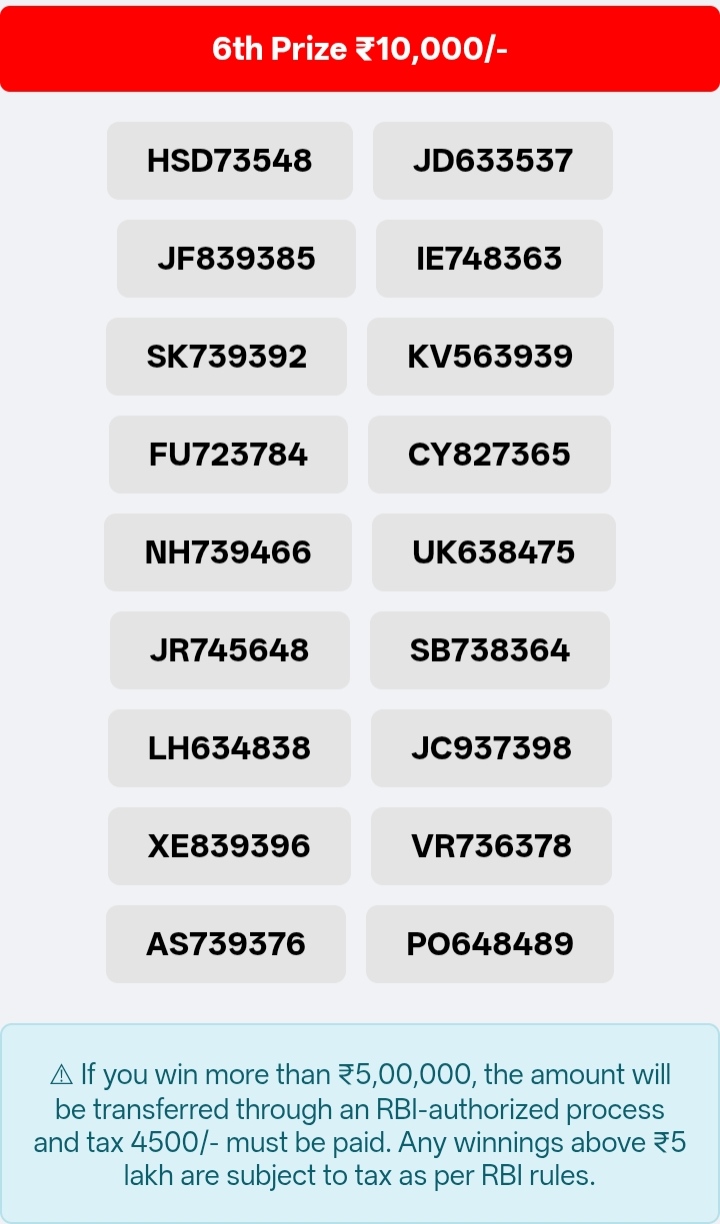 6th Prize ₹10,000/-
HSD73548 JD633537
JF839385 IE748363
SK739392 KV563939
FU723784 CY827365
NH739466 UK638475
JR745648 SB738364
LH634838 JC937398
XE839396 VR736378
AS739376 PO648489
⚠ If you win more than ₹5,00,000, the amount will
be transferred through an RBI-authorized process
and tax 4500/- must be paid. Any winnings above ₹5
lakh are subject to tax as per RBI rules.